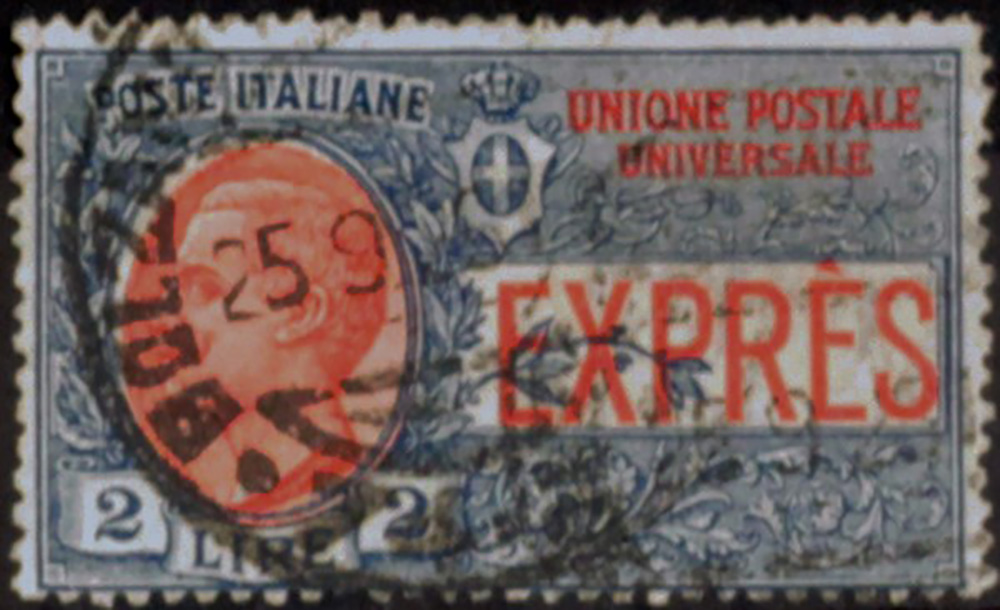 POSTE ITALIANE
UNIONE POSTALE
UNIVERSALE
25 9
EXPRÈS
2 2
LIRE